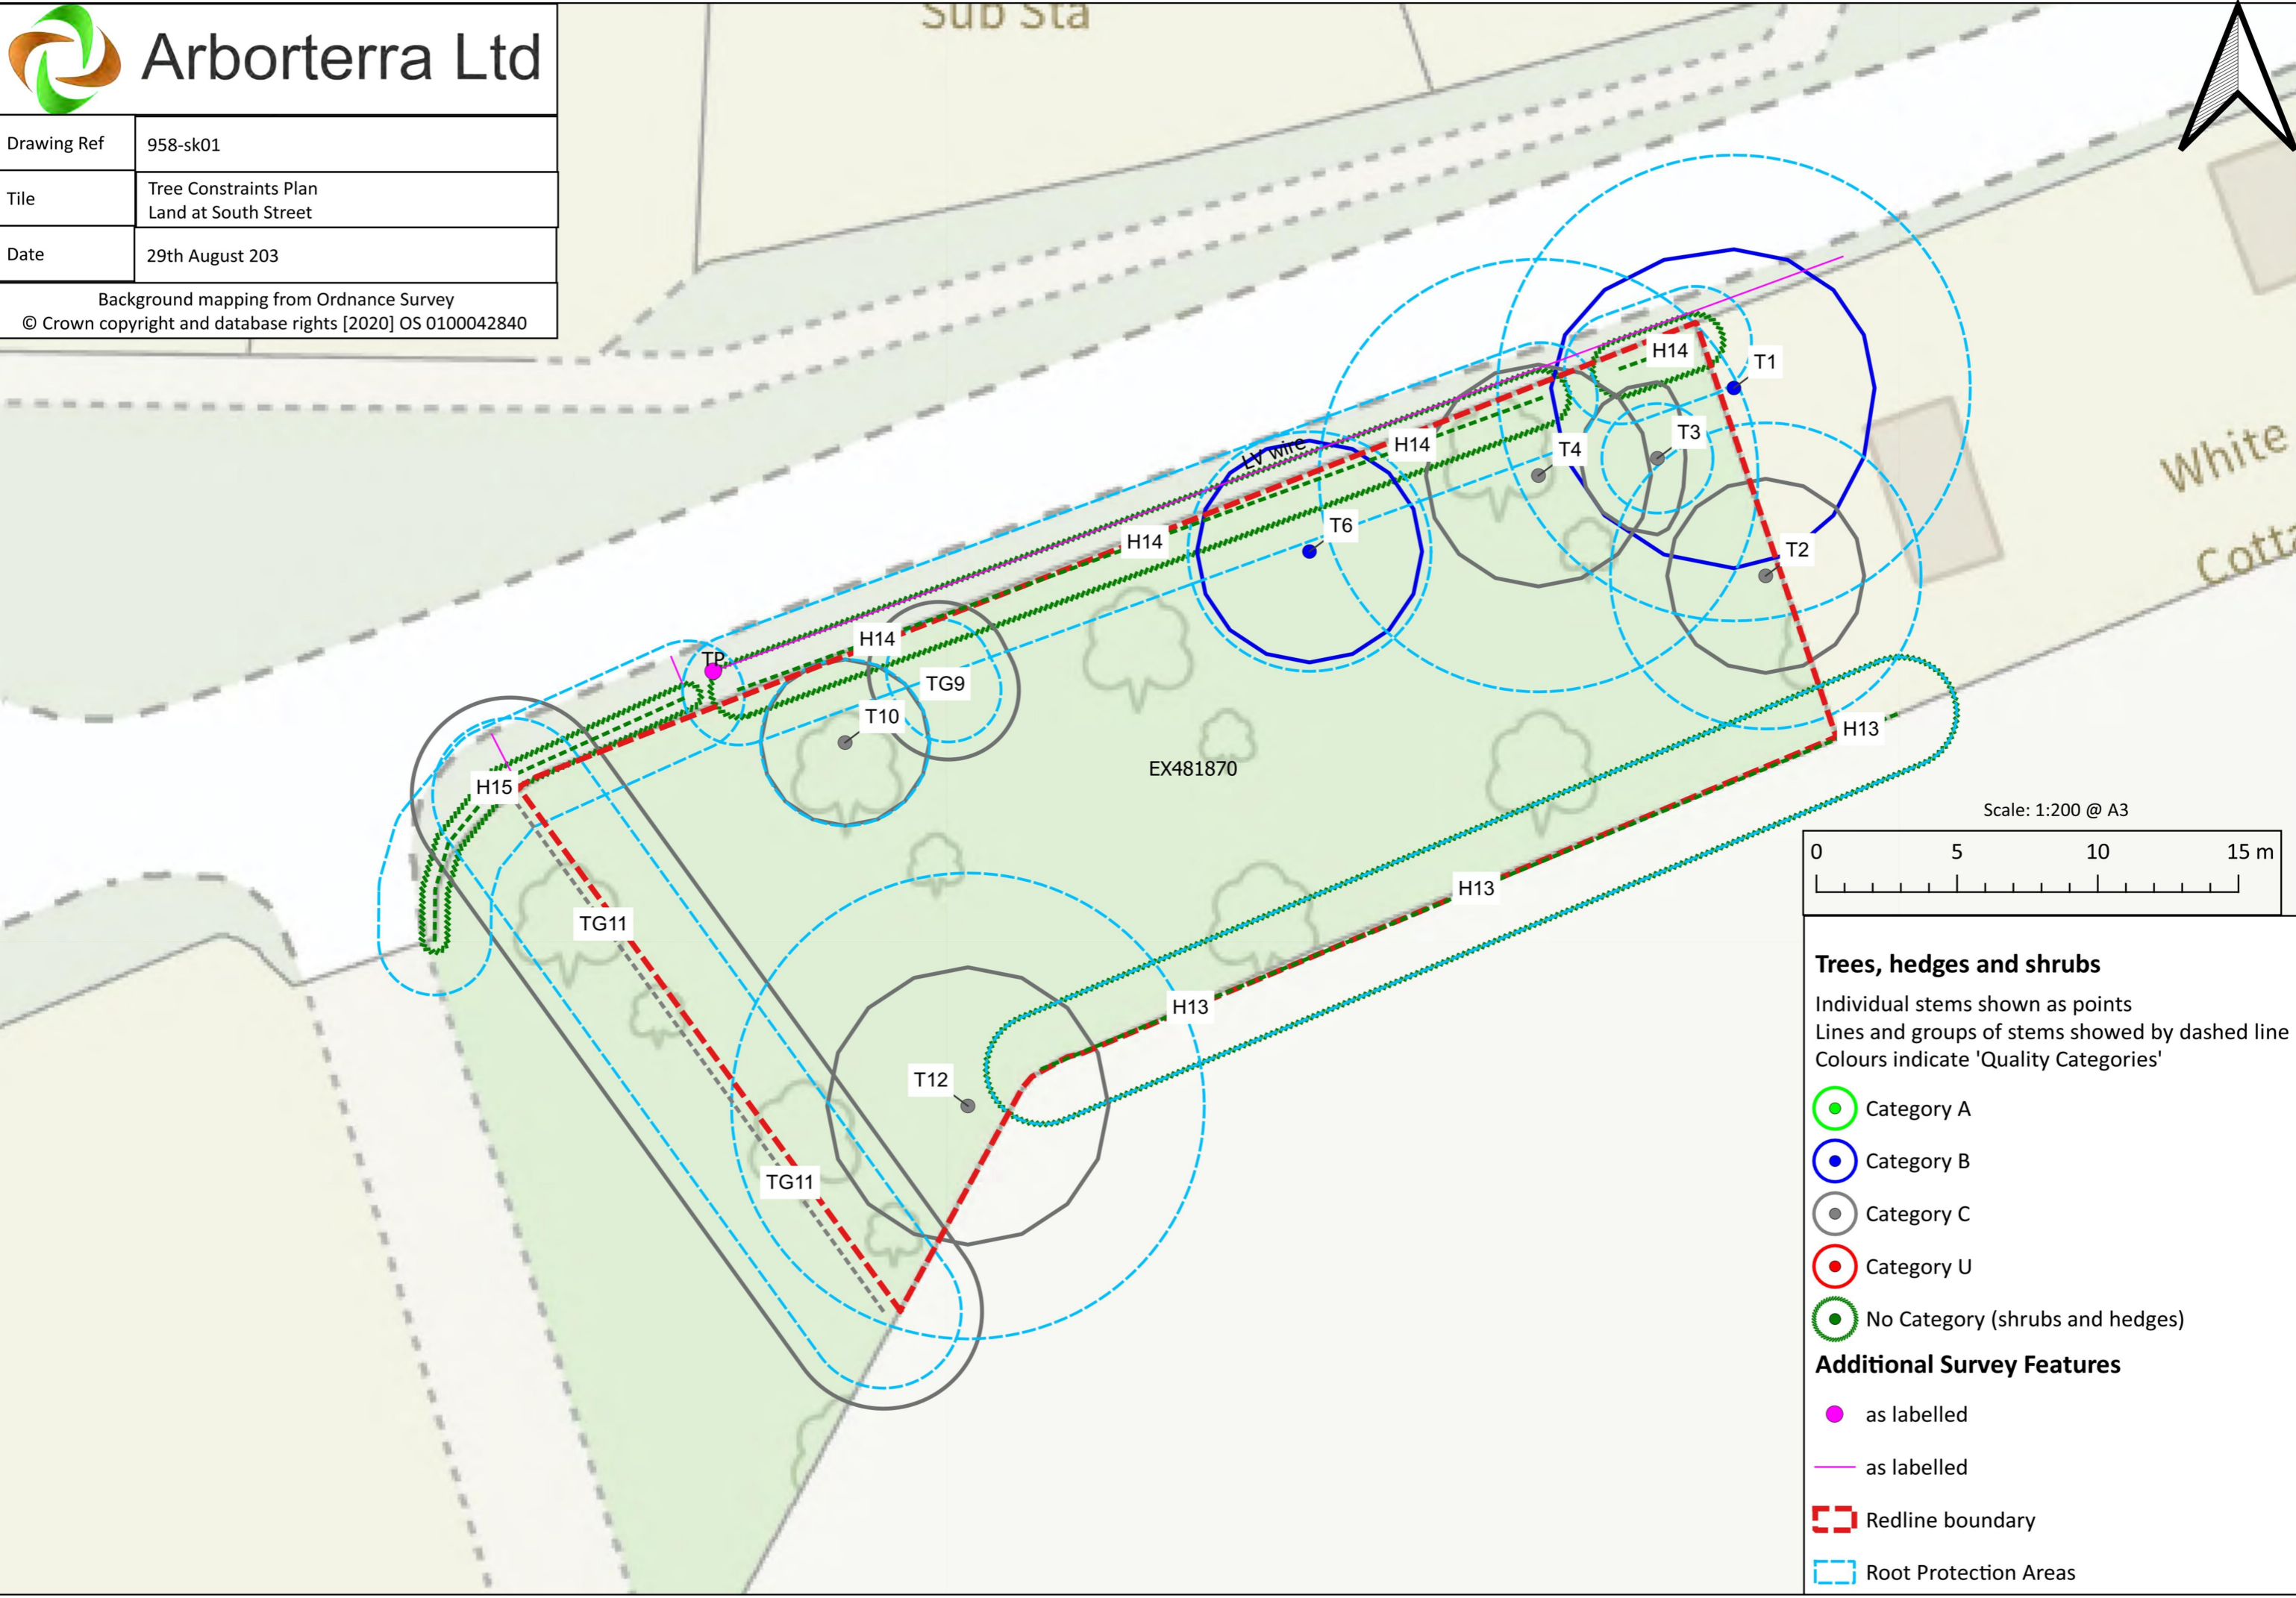 Arborterra Ltd
Drawing Ref
958-sk01
Tile
Tree Constraints Plan
Land at South Street
Date
29th August 203
Background mapping from Ordnance Survey
© Crown copyright and database rights [2020] OS 0100042840
Sub Sta
H14
T1
T3
T4
H14
LV wire
T6
H14
T2
White
Cotta
H14
TP
TG9
T10
H13
EX481870
H15
H13
TG11
H13
T12
TG11
Scale: 1:200 @ A3
0 5 10 15 m
Trees, hedges and shrubs
Individual stems shown as points
Lines and groups of stems showed by dashed line
Colours indicate 'Quality Categories'
Category A
Category B
Category C
Category U
No Category (shrubs and hedges)
Additional Survey Features
as labelled
as labelled
Redline boundary
Root Protection Areas